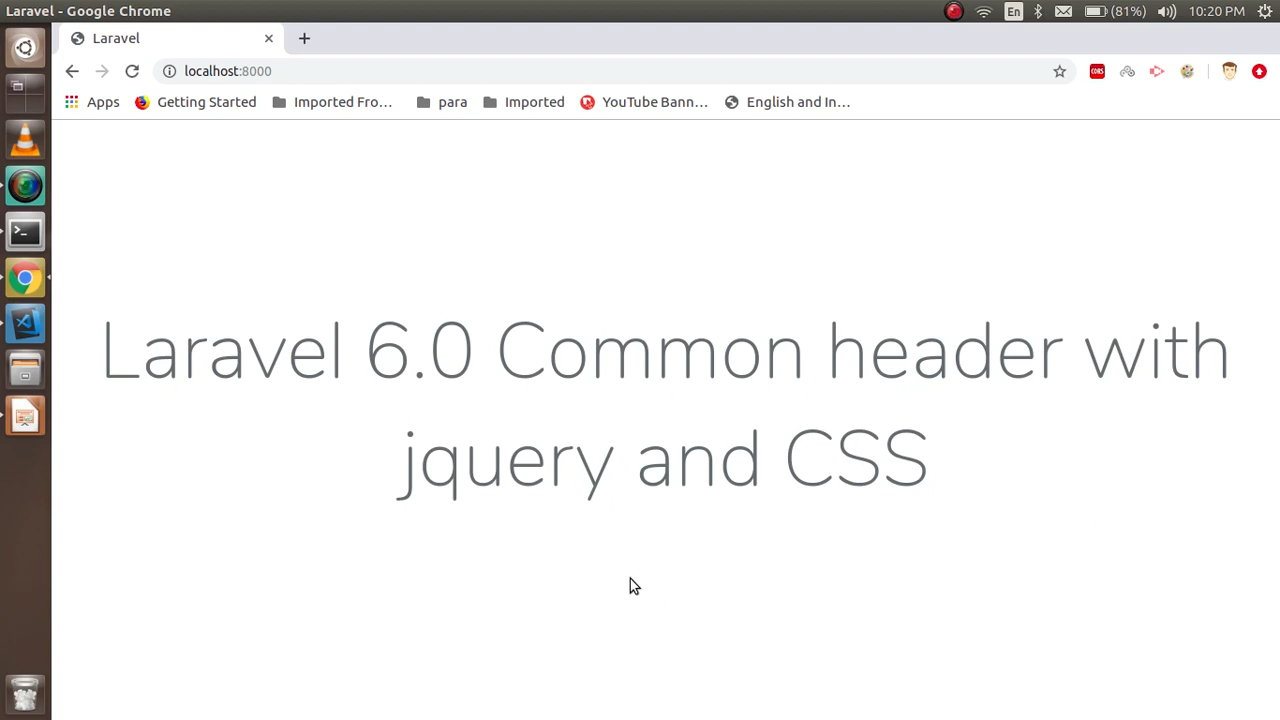 Laravel - Google Chrome
En
(81%)
10:20 PM
Laravel
localhost:8000
CORS
Apps
Getting Started
Imported Fro...
para
Imported
YouTube Bann...
English and In...
Laravel 6.0 Common header with
jquery and CSS